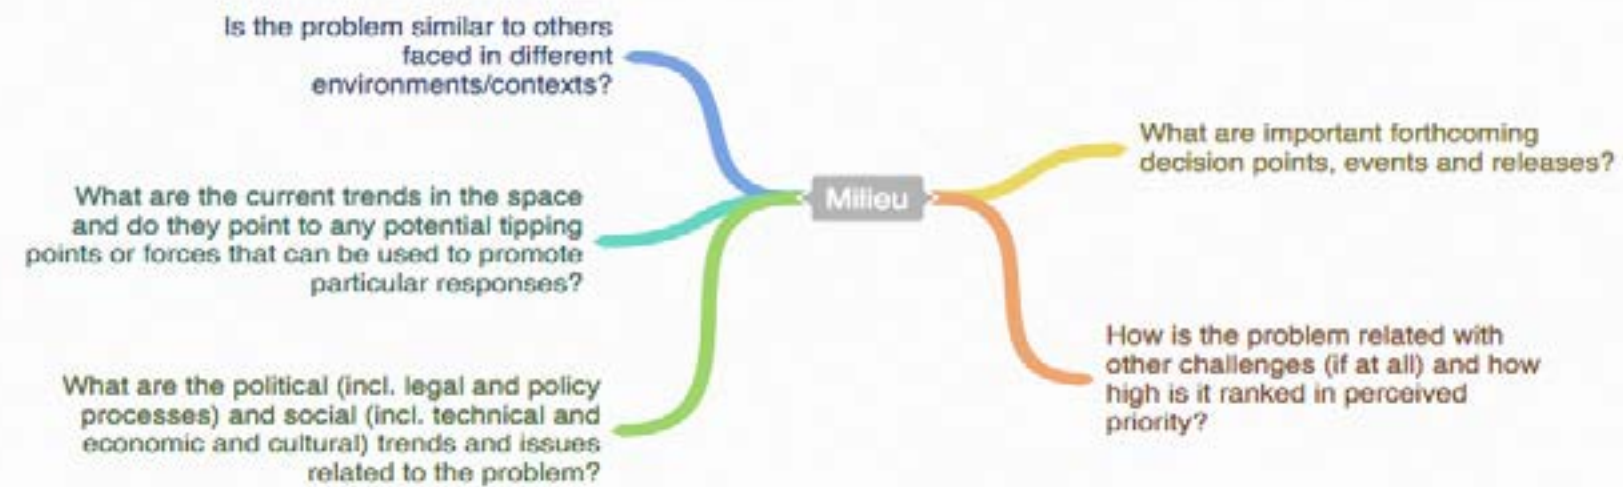 Is the problem similar to others
faced in different
environments/contexts?
What are the current trends in the space
and do they point to any potential tipping
points or forces that can be used to promote
particular responses?
What are the political (incl. legal and policy
processes) and social (incl. technical and
economic and cultural) trends and issues
related to the problem?
Milieu
What are important forthcoming
decision points, events and releases?
How is the problem related with
other challenges (if at all) and how
high is it ranked in perceived
priority?